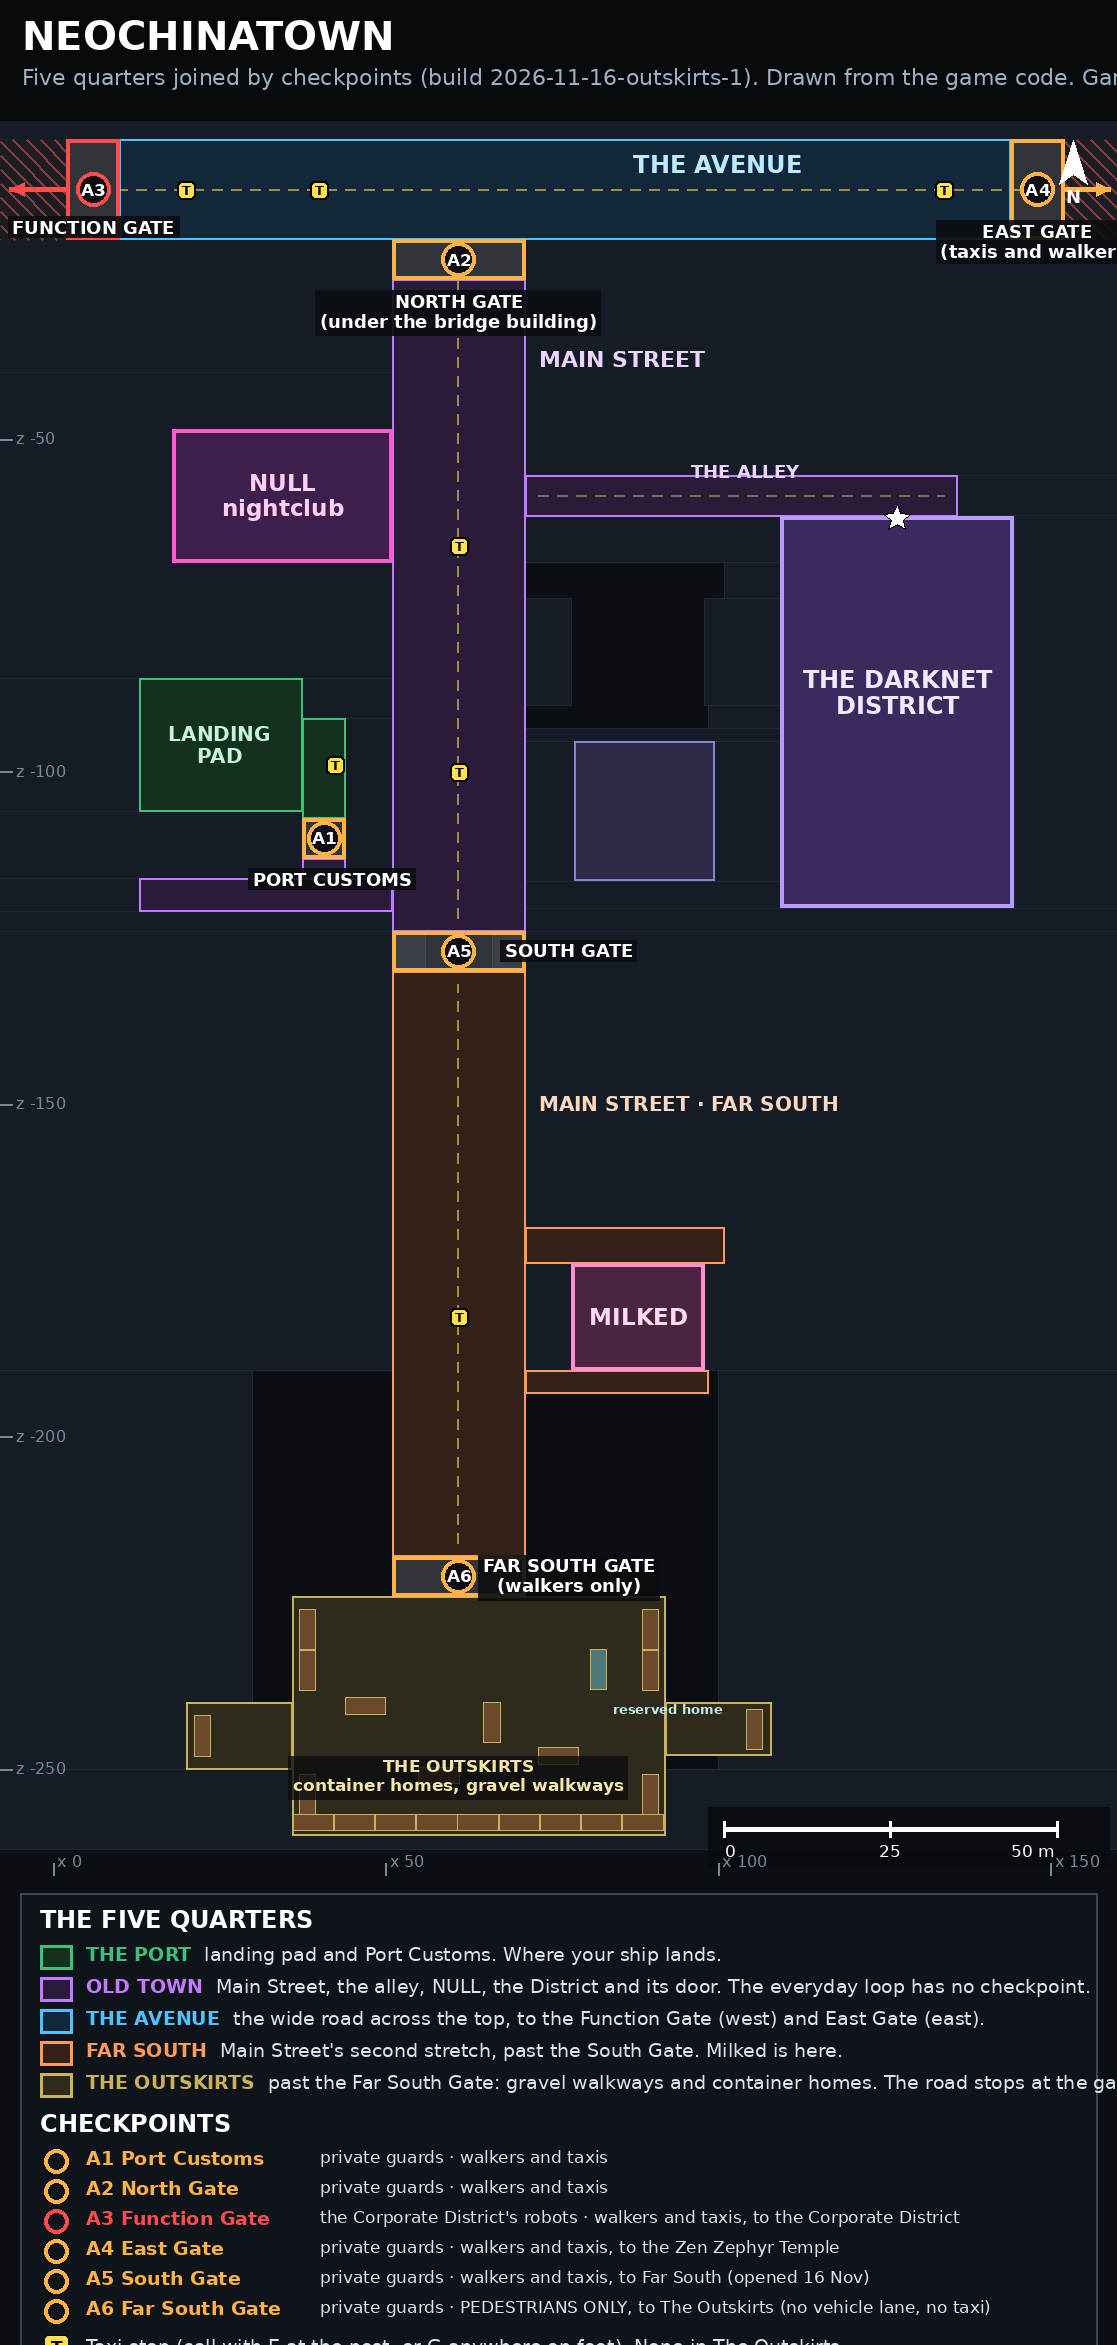 NEOCHINATOWN
Five quarters joined by checkpoints (build 2026-11-16-outskirts-1). Drawn from the game code.
THE AVENUE
A3
T
T
T
A4
N
FUNCTION GATE
EAST GATE
(taxis and walker
A2
NORTH GATE
(under the bridge building)
MAIN STREET
z -50
NULL
nightclub
THE ALLEY
T
THE DARKNET
DISTRICT
LANDING
PAD
T
z -100
T
A1
PORT CUSTOMS
A5
SOUTH GATE
z -150
MAIN STREET · FAR SOUTH
MILKED
T
z -200
A6
FAR SOUTH GATE
(walkers only)
reserved home
z -250
THE OUTSKIRTS
container homes, gravel walkways
0
25
50 m
x 0
x 50
x 100
x 150
THE FIVE QUARTERS
THE PORT landing pad and Port Customs. Where your ship lands.
OLD TOWN Main Street, the alley, NULL, the District and its door. The everyday loop has no checkpoint.
THE AVENUE the wide road across the top, to the Function Gate (west) and East Gate (east).
FAR SOUTH Main Street's second stretch, past the South Gate. Milked is here.
THE OUTSKIRTS past the Far South Gate: gravel walkways and container homes. The road stops at the ga
CHECKPOINTS
A1 Port Customs private guards · walkers and taxis
A2 North Gate private guards · walkers and taxis
A3 Function Gate the Corporate District's robots · walkers and taxis, to the Corporate District
A4 East Gate private guards · walkers and taxis, to the Zen Zephyr Temple
A5 South Gate private guards · walkers and taxis, to Far South (opened 16 Nov)
A6 Far South Gate private guards · PEDESTRIANS ONLY, to The Outskirts (no vehicle lane, no taxi)